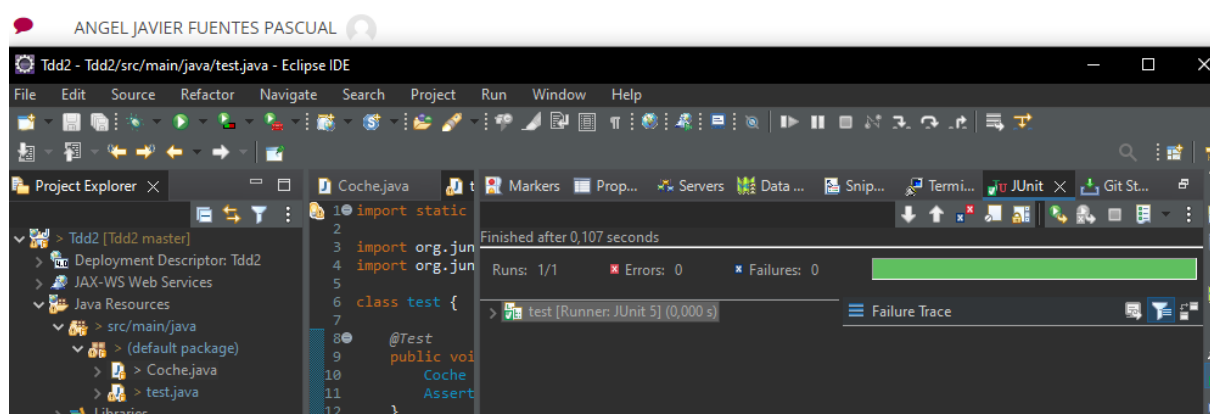 ANGEL JAVIER FUENTES PASCUAL
Tdd2 - Tdd2/src/main/java/test.java - Eclipse IDE
File Edit Source Refactor Navigate Search Project Run Window Help
Project Explorer
> Tdd2 [Tdd2 master]
Deployment Descriptor: Tdd2
JAX-WS Web Services
Java Resources
> src/main/java
> (default package)
> Coche.java
> test.java
Libraries
Coche.java t
1 import static
2
3 import org.jun
4 import org.jun
5
6 class test {
7
8 @Test
9 public voi
10 Coche
11 Assert
12 }
Markers Prop... Servers Data ... Snip... Termi... JUnit Git St...
Finished after 0,107 seconds
Runs: 1/1 Errors: 0 Failures: 0
test [Runner: JUnit 5] (0,000 s)
Failure Trace